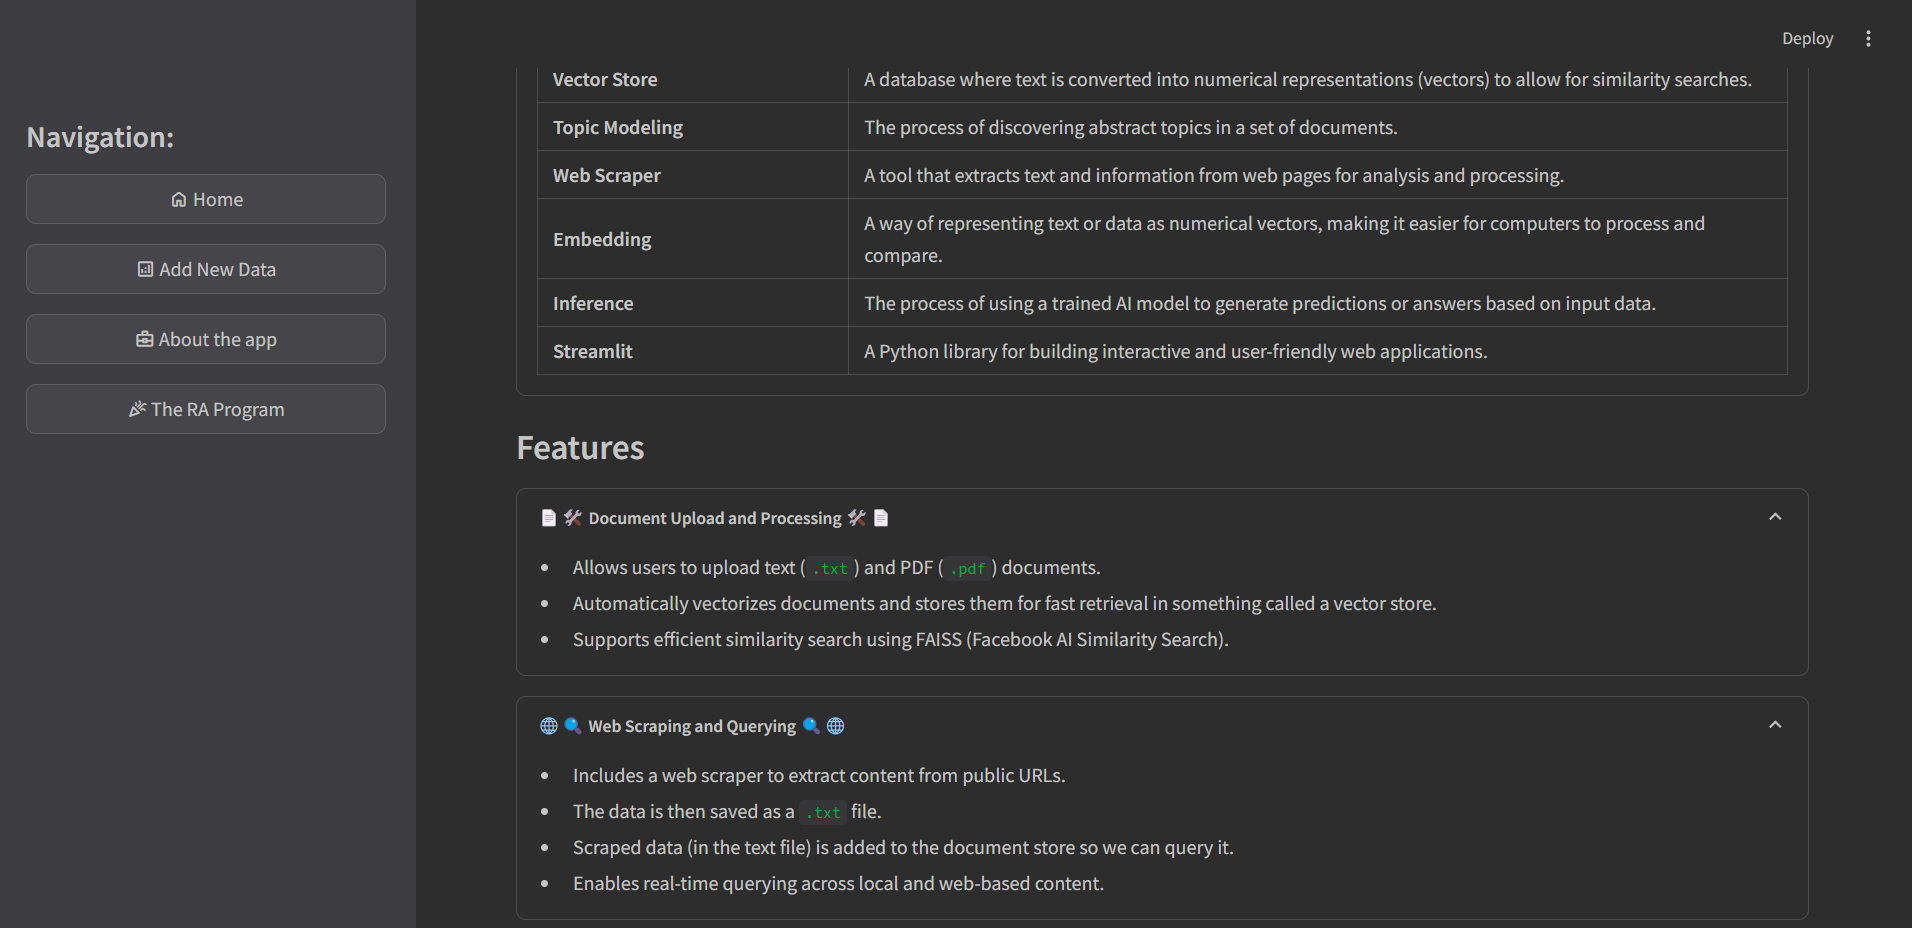 Deploy
Navigation:
Home
Add New Data
About the app
The RA Program
Vector Store
A database where text is converted into numerical representations (vectors) to allow for similarity searches.
Topic Modeling
The process of discovering abstract topics in a set of documents.
Web Scraper
A tool that extracts text and information from web pages for analysis and processing.
Embedding
A way of representing text or data as numerical vectors, making it easier for computers to process and
compare.
Inference
The process of using a trained AI model to generate predictions or answers based on input data.
Streamlit
A Python library for building interactive and user-friendly web applications.
Features
📄 🛠️ Document Upload and Processing 🛠️ 📄
• Allows users to upload text (.txt) and PDF (.pdf) documents.
• Automatically vectorizes documents and stores them for fast retrieval in something called a vector store.
• Supports efficient similarity search using FAISS (Facebook AI Similarity Search).
🌐 🔍 Web Scraping and Querying 🔍 🌐
• Includes a web scraper to extract content from public URLs.
• The data is then saved as a .txt file.
• Scraped data (in the text file) is added to the document store so we can query it.
• Enables real-time querying across local and web-based content.